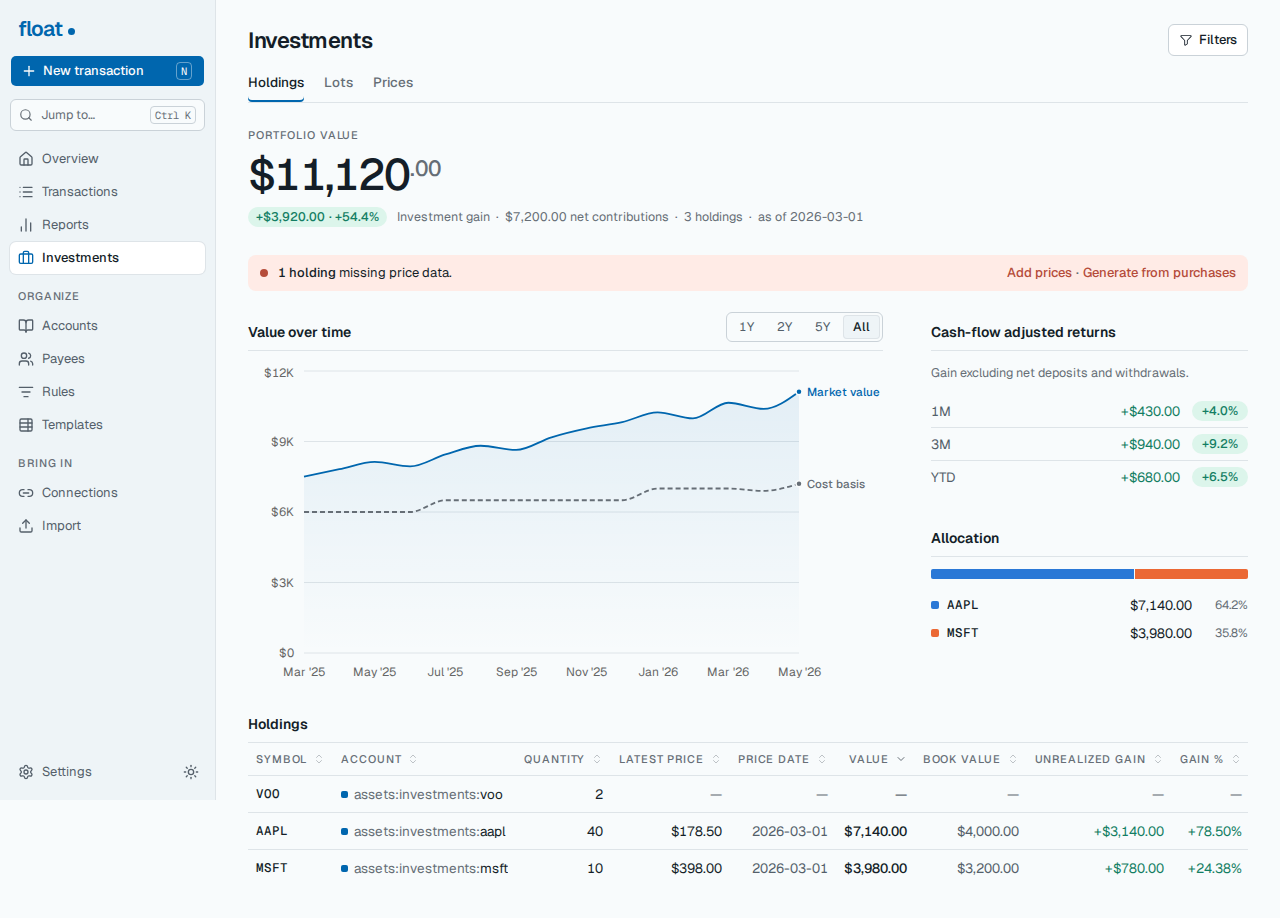 float
New transaction N
Jump to... Ctrl K
Overview
Transactions
Reports
Investments
ORGANIZE
Accounts
Payees
Rules
Templates
BRING IN
Connections
Import
Settings
Investments
Filters
Holdings Lots Prices
PORTFOLIO VALUE
$11,120.00
+$3,920.00 · +54.4% Investment gain · $7,200.00 net contributions · 3 holdings · as of 2026-03-01
1 holding missing price data. Add prices · Generate from purchases
Value over time 1Y 2Y 5Y All
$12K
$9K
$6K
$3K
$0
Market value
Cost basis
Mar '25 May '25 Jul '25 Sep '25 Nov '25 Jan '26 Mar '26 May '26
Cash-flow adjusted returns
Gain excluding net deposits and withdrawals.
1M +$430.00 +4.0%
3M +$940.00 +9.2%
YTD +$680.00 +6.5%
Allocation
AAPL $7,140.00 64.2%
MSFT $3,980.00 35.8%
Holdings
SYMBOL ACCOUNT QUANTITY LATEST PRICE PRICE DATE VALUE BOOK VALUE UNREALIZED GAIN GAIN %
VOO assets:investments:voo 2 — — — — — —
AAPL assets:investments:aapl 40 $178.50 2026-03-01 $7,140.00 $4,000.00 +$3,140.00 +78.50%
MSFT assets:investments:msft 10 $398.00 2026-03-01 $3,980.00 $3,200.00 +$780.00 +24.38%